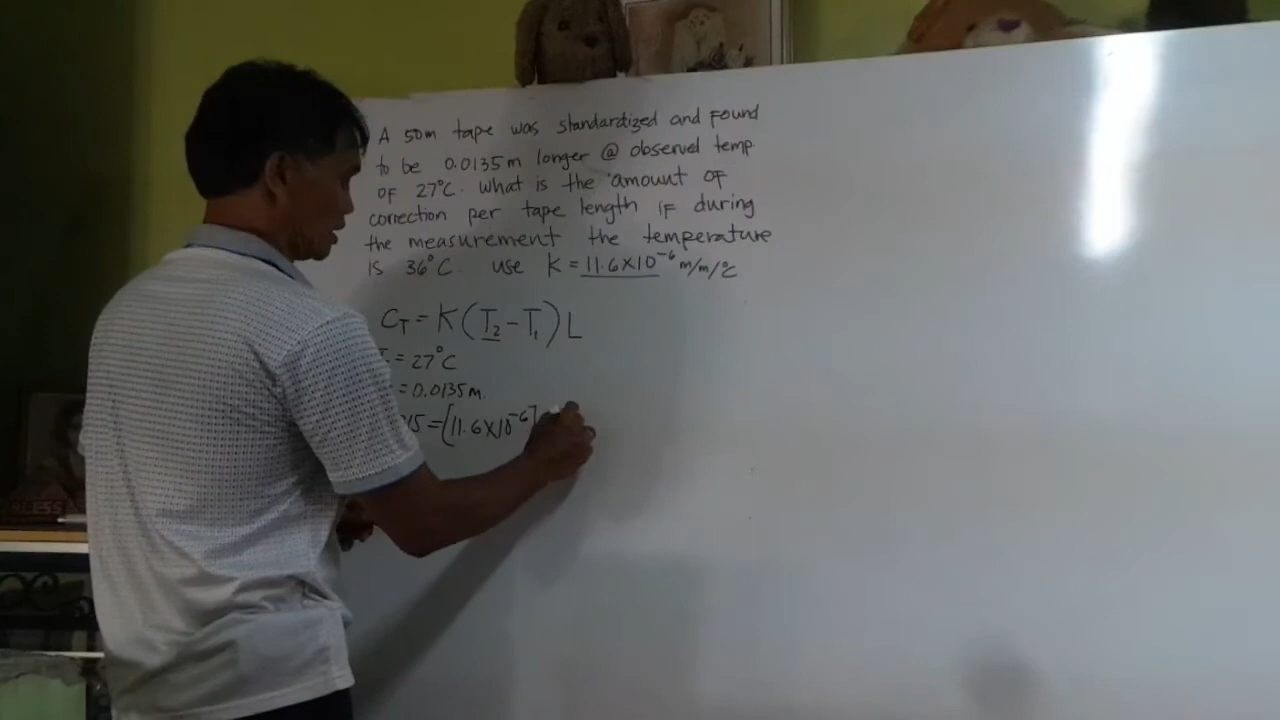 A 50m tape was standardized and found
to be 0.0135m longer @ observed temp.
of 27°C. What is the amount of
correction per tape length if during
the measurement the temperature
is 36°C. use K = 11.6x10⁻⁶ m/m/°C
C_T = K(T₂-T₁)L
= 27°C
= 0.0135m.
= [11.6x10⁻⁶]